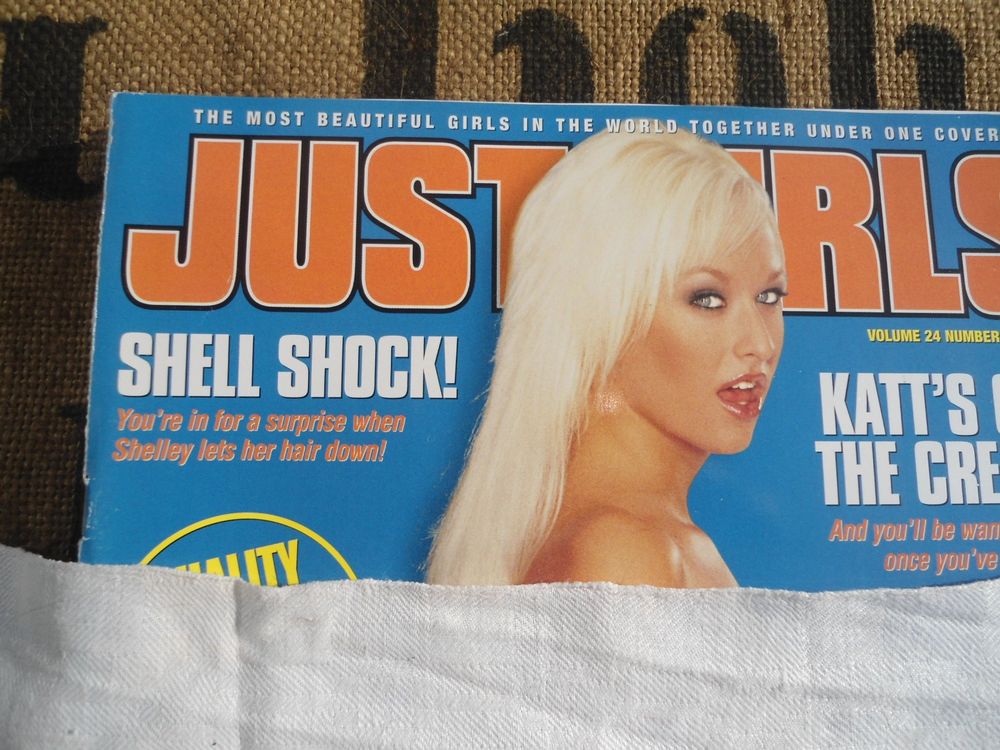 THE MOST BEAUTIFUL GIRLS IN THE WORLD TOGETHER UNDER ONE COVER
JUST GIRLS
VOLUME 24 NUMBER
SHELL SHOCK!
You're in for a surprise when
Shelley lets her hair down!
KATT'S
THE CRE
And you'll be wan
once you've